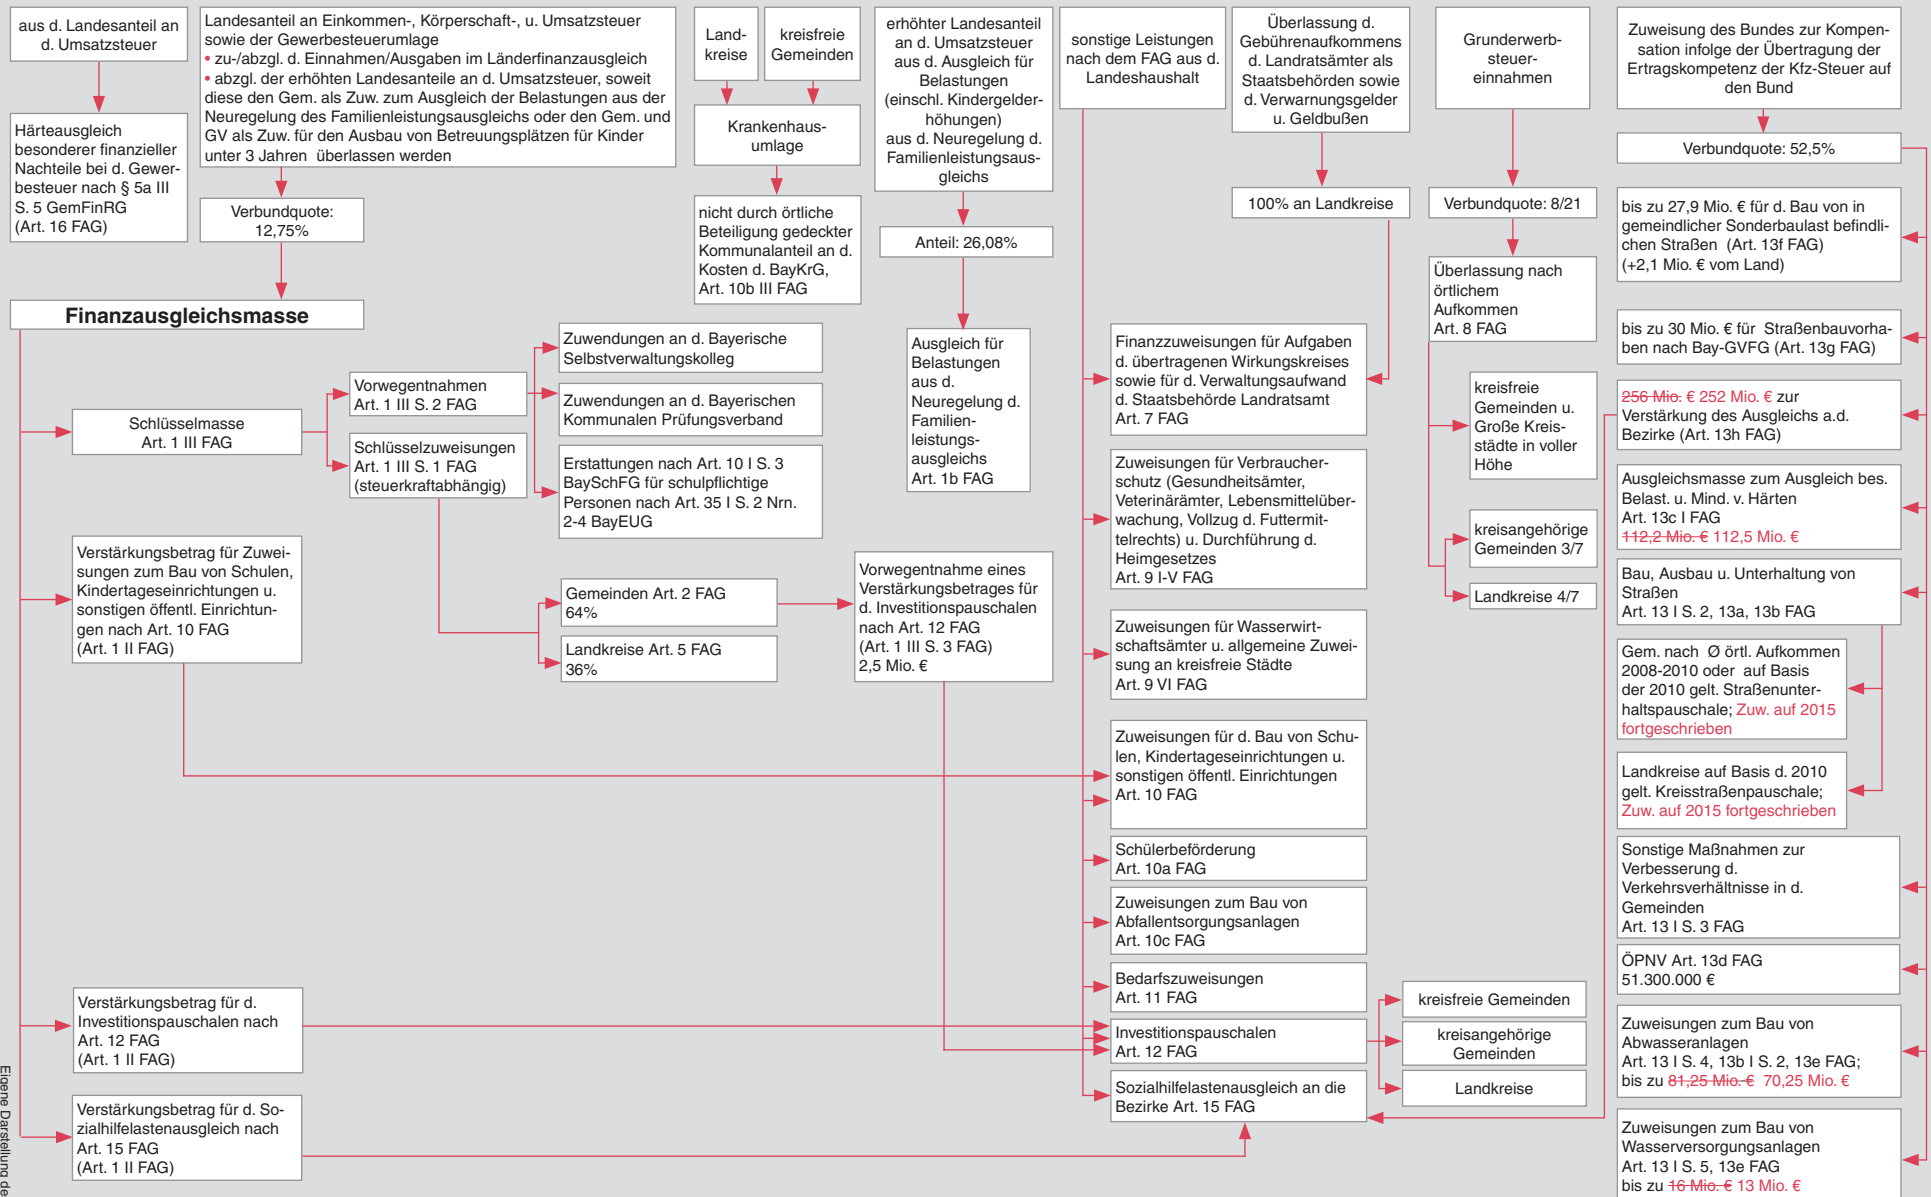 aus d. Landesanteil an
d. Umsatzsteuer
Härteausgleich
besonderer finanzieller
Nachteile bei d. Gewer-
besteuer nach § 5a III
S. 5 GemFinRG
(Art. 16 FAG)
Landesanteil an Einkommen-, Körperschaft-, u. Umsatzsteuer
sowie der Gewerbesteuerumlage
• zu-/abzgl. d. Einnahmen/Ausgaben im Länderfinanzausgleich
• abzgl. der erhöhten Landesanteile an d. Umsatzsteuer, soweit
diese den Gem. als Zuw. zum Ausgleich der Belastungen aus der
Neuregelung des Familienleistungsausgleichs oder den Gem. und
GV als Zuw. für den Ausbau von Betreuungsplätzen für Kinder
unter 3 Jahren überlassen werden
Verbundquote:
12,75%
Finanzausgleichsmasse
Schlüsselmasse
Art. 1 III FAG
Vorwegentnahmen
Art. 1 III S. 2 FAG
Schlüsselzuweisungen
Art. 1 III S. 1 FAG
(steuerkraftabhängig)
Zuwendungen an d. Bayerische
Selbstverwaltungskolleg
Zuwendungen an d. Bayerischen
Kommunalen Prüfungsverband
Erstattungen nach Art. 10 I S. 3
BaySchFG für schulpflichtige
Personen nach Art. 35 I S. 2 Nrn.
2-4 BayEUG
Gemeinden Art. 2 FAG
64%
Landkreise Art. 5 FAG
36%
Vorwegentnahme eines
Verstärkungsbetrages für
d. Investitionspauschalen
nach Art. 12 FAG
(Art. 1 III S. 3 FAG)
2,5 Mio. €
Verstärkungsbetrag für Zuwei-
sungen zum Bau von Schulen,
Kindertageseinrichtungen u.
sonstigen öffentl. Einrichtun-
gen nach Art. 10 FAG
(Art. 1 II FAG)
Verstärkungsbetrag für d.
Investitionspauschalen nach
Art. 12 FAG
(Art. 1 II FAG)
Verstärkungsbetrag für d. So-
zialhilfelastenausgleich nach
Art. 15 FAG
(Art. 1 II FAG)
Land-
kreise
kreisfreie
Gemeinden
Krankenhaus-
umlage
nicht durch örtliche
Beteiligung gedeckter
Kommunalanteil an d.
Kosten d. BayKrG,
Art. 10b III FAG
erhöhter Landesanteil
an d. Umsatzsteuer
aus d. Ausgleich für
Belastungen
(einschl. Kindergelder-
höhungen)
aus d. Neuregelung d.
Familienleistungsaus-
gleichs
Anteil: 26,08%
Ausgleich für
Belastungen
aus d.
Neuregelung d.
Familien-
leistungs-
ausgleichs
Art. 1b FAG
sonstige Leistungen
nach dem FAG aus d.
Landeshaushalt
Überlassung d.
Gebührenaufkommens
d. Landratsämter als
Staatsbehörden sowie
d. Verwarnungsgelder
u. Geldbußen
100% an Landkreise
Finanzzuweisungen für Aufgaben
d. übertragenen Wirkungskreises
sowie für d. Verwaltungsaufwand
d. Staatsbehörde Landratsamt
Art. 7 FAG
Zuweisungen für Verbraucher-
schutz (Gesundheitsämter,
Veterinärämter, Lebensmittelüber-
wachung, Vollzug d. Futtermit-
telrechts) u. Durchführung d.
Heimgesetzes
Art. 9 I-V FAG
Zuweisungen für Wasserwirt-
schaftsämter u. allgemeine Zuwei-
sung an kreisfreie Städte
Art. 9 VI FAG
Zuweisungen für d. Bau von Schu-
len, Kindertageseinrichtungen u.
sonstigen öffentl. Einrichtungen
Art. 10 FAG
Schülerbeförderung
Art. 10a FAG
Zuweisungen zum Bau von
Abfallentsorgungsanlagen
Art. 10c FAG
Bedarfszuweisungen
Art. 11 FAG
Investitionspauschalen
Art. 12 FAG
Sozialhilfelastenausgleich an die
Bezirke Art. 15 FAG
kreisfreie Gemeinden
kreisangehörige
Gemeinden
Landkreise
Grunderwerb-
steuer-
einnahmen
Verbundquote: 8/21
Überlassung nach
örtlichem
Aufkommen
Art. 8 FAG
kreisfreie
Gemeinden u.
Große Kreis-
städte in voller
Höhe
kreisangehörige
Gemeinden 3/7
Landkreise 4/7
Zuweisung des Bundes zur Kompen-
sation infolge der Übertragung der
Ertragskompetenz der Kfz-Steuer auf
den Bund
Verbundquote: 52,5%
bis zu 27,9 Mio. € für d. Bau von in
gemeindlicher Sonderbaulast befindli-
chen Straßen (Art. 13f FAG)
(+2,1 Mio. € vom Land)
bis zu 30 Mio. € für Straßenbauvorha-
ben nach Bay-GVFG (Art. 13g FAG)
256 Mio. € 252 Mio. € zur
Verstärkung des Ausgleichs a.d.
Bezirke (Art. 13h FAG)
Ausgleichsmasse zum Ausgleich bes.
Belast. u. Mind. v. Härten
Art. 13c I FAG
112,2 Mio. € 112,5 Mio. €
Bau, Ausbau u. Unterhaltung von
Straßen
Art. 13 I S. 2, 13a, 13b FAG
Gem. nach Ø örtl. Aufkommen
2008-2010 oder auf Basis
der 2010 gelt. Straßenunter-
haltspauschale; Zuw. auf 2015
fortgeschrieben
Landkreise auf Basis d. 2010
gelt. Kreisstraßenpauschale;
Zuw. auf 2015 fortgeschrieben
Sonstige Maßnahmen zur
Verbesserung d.
Verkehrsverhältnisse in d.
Gemeinden
Art. 13 I S. 3 FAG
ÖPNV Art. 13d FAG
51.300.000 €
Zuweisungen zum Bau von
Abwasseranlagen
Art. 13 I S. 4, 13b I S. 2, 13e FAG;
bis zu 81,25 Mio. € 70,25 Mio. €
Zuweisungen zum Bau von
Wasserversorgungsanlagen
Art. 13 I S. 5, 13e FAG
bis zu 16 Mio. € 13 Mio. €
Eigene Darstellung